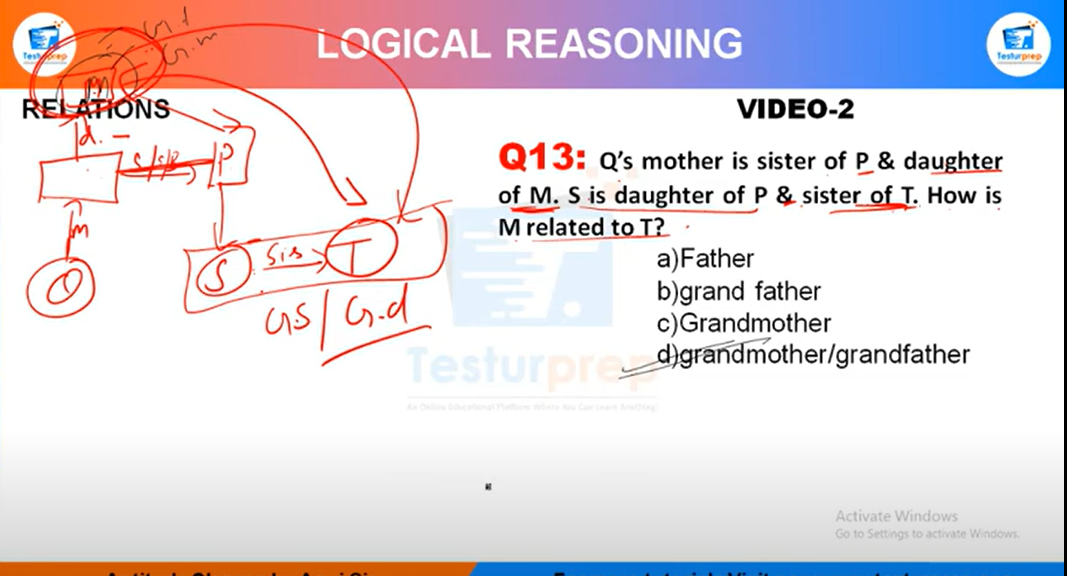 Testurprep
LOGICAL REASONING
Testurprep
G.f
G.m
M
RELATIONS
VIDEO-2
d. -
S/S/B
P
Q13: Q's mother is sister of P & daughter
of M. S is daughter of P & sister of T. How is
M related to T?
m
S
sis
T
Q
a)Father
b)grand father
c)Grandmother
d)grandmother/grandfather
G.S/G.d
Testurprep
An Online Educational Platform Where You Can Learn Anything!
Activate Windows
Go to Settings to activate Windows.